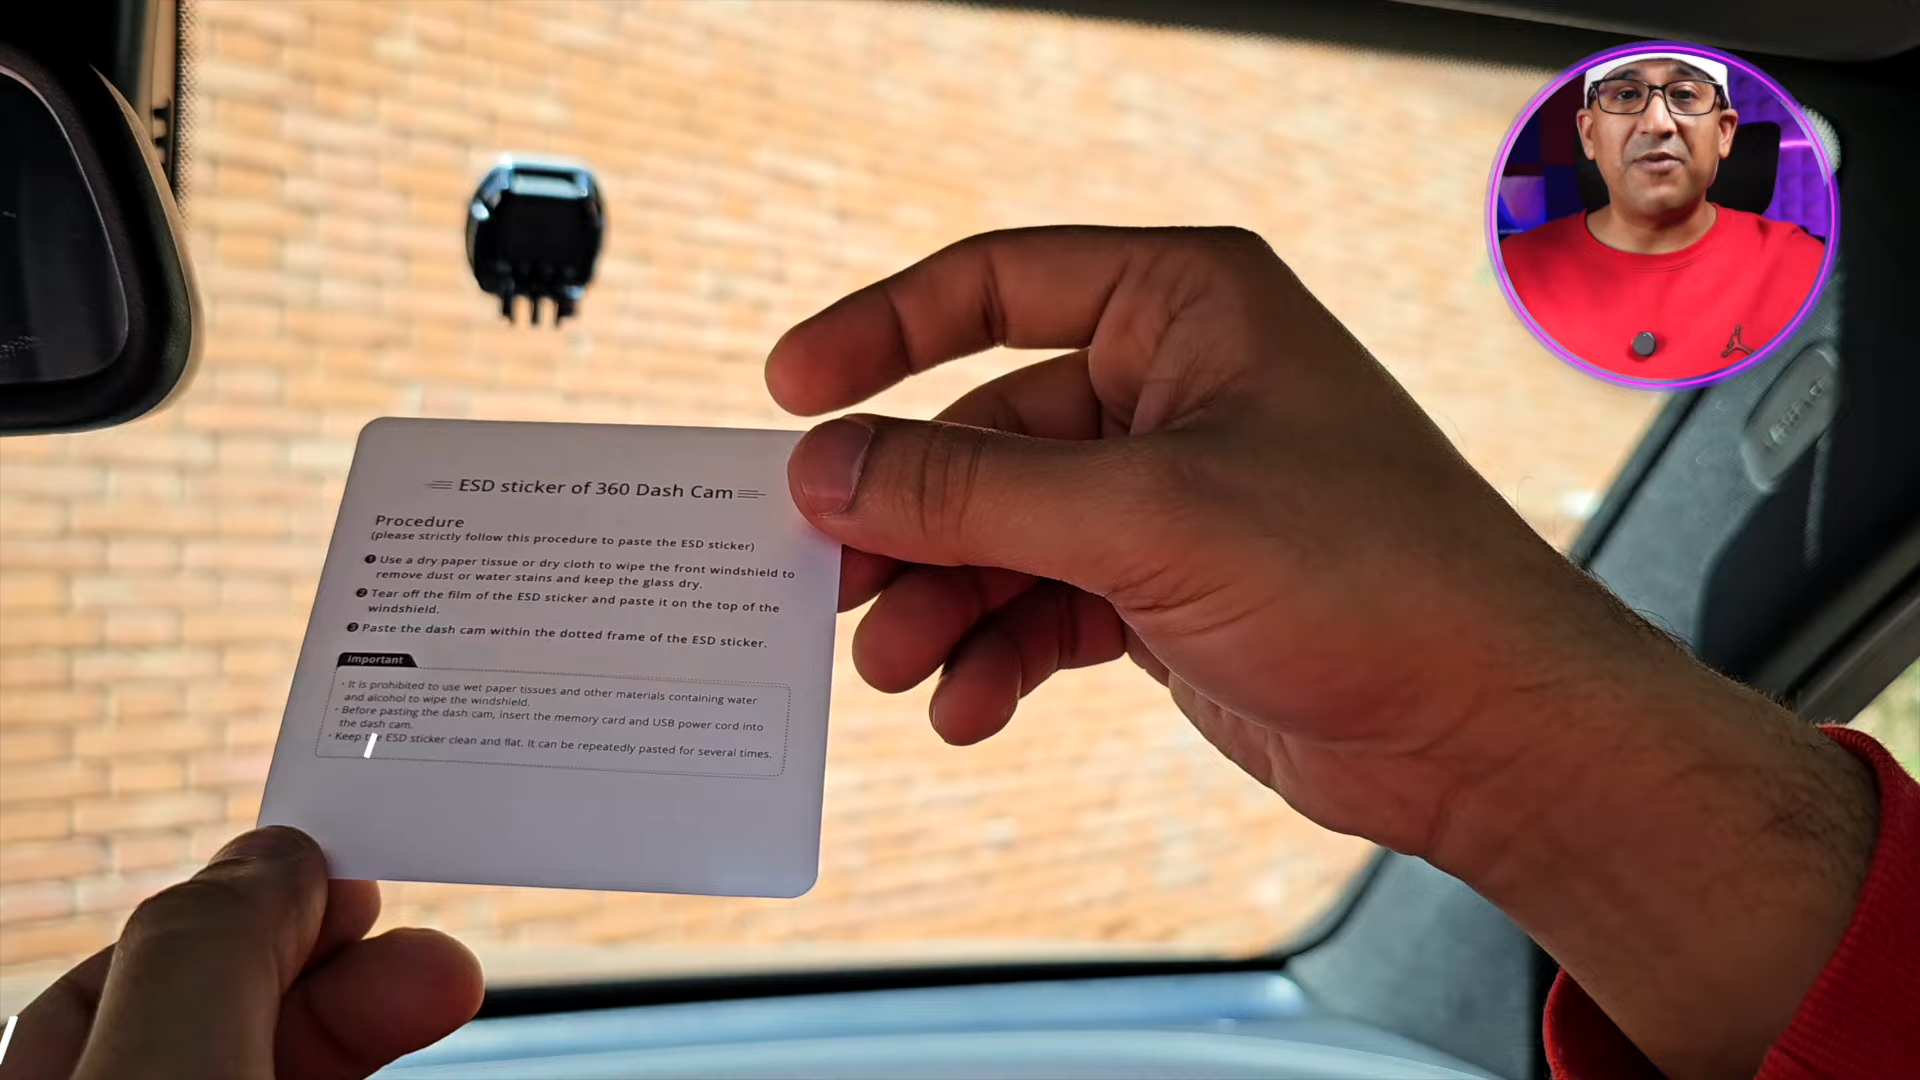 ESD sticker of 360 Dash Cam
Procedure
(please strictly follow this procedure to paste the ESD sticker)
❶ Use a dry paper tissue or dry cloth to wipe the front windshield to
remove dust or water stains and keep the glass dry.
❷ Tear off the film of the ESD sticker and paste it on the top of the
windshield.
❸ Paste the dash cam within the dotted frame of the ESD sticker.
Important
· It is prohibited to use wet paper tissues and other materials containing water
and alcohol to wipe the windshield.
· Before pasting the dash cam, insert the memory card and USB power cord into
the dash cam.
· Keep the ESD sticker clean and flat. It can be repeatedly pasted for several times.